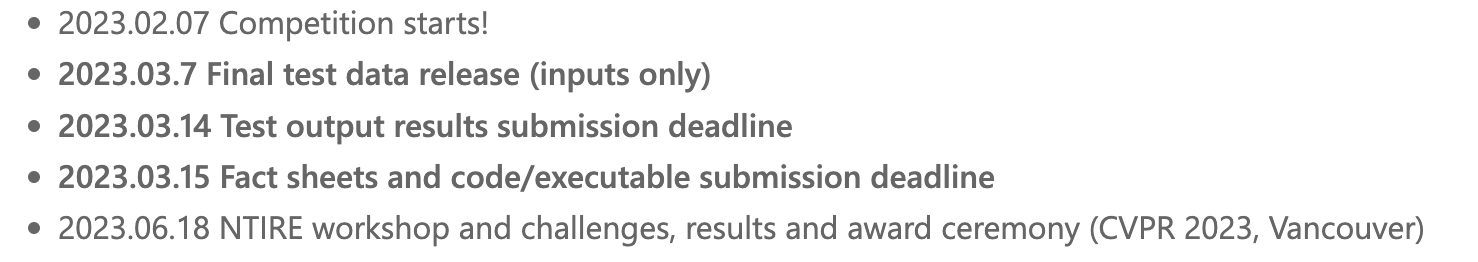 • 2023.02.07 Competition starts!
• 2023.03.7 Final test data release (inputs only)
• 2023.03.14 Test output results submission deadline
• 2023.03.15 Fact sheets and code/executable submission deadline
• 2023.06.18 NTIRE workshop and challenges, results and award ceremony (CVPR 2023, Vancouver)